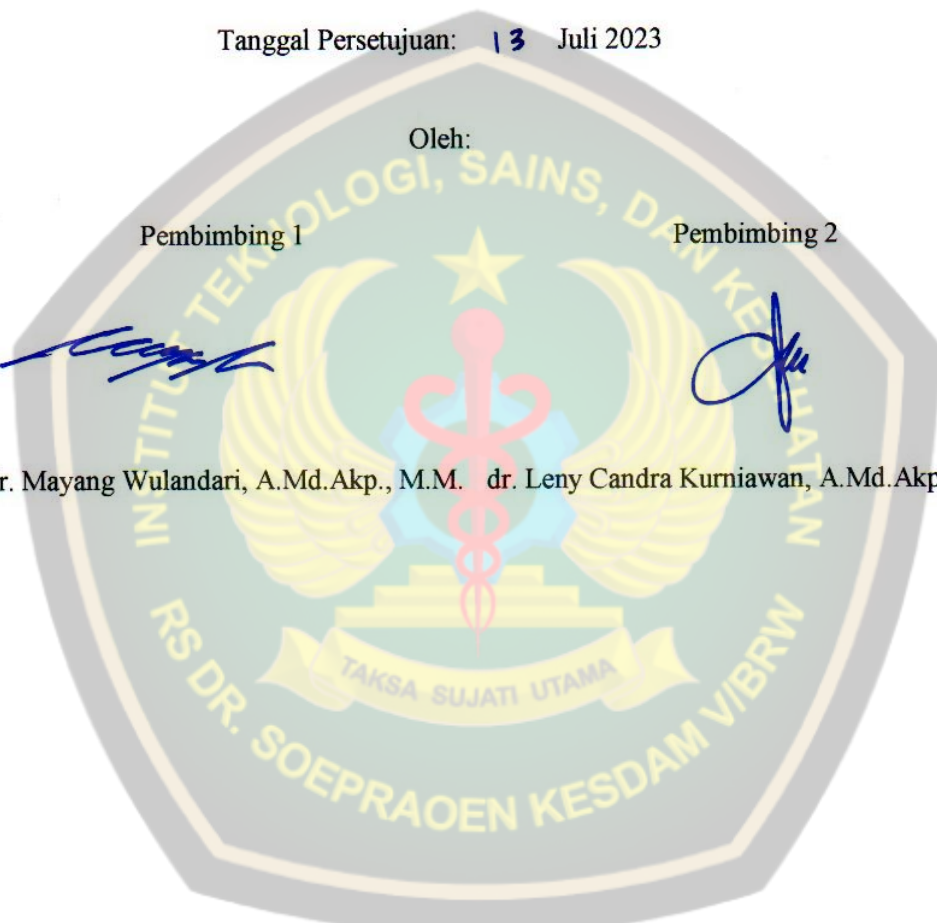 Tanggal Persetujuan: 13 Juli 2023
Oleh:
Pembimbing 1 Pembimbing 2
r. Mayang Wulandari, A.Md.Akp., M.M. dr. Leny Candra Kurniawan, A.Md.Akp
INSTITUT TEKNOLOGI, SAINS, DAN KESEHATAN
RS DR. SOEPRAOEN KESDAM V/BRW
TAKSA SUJATI UTAMA